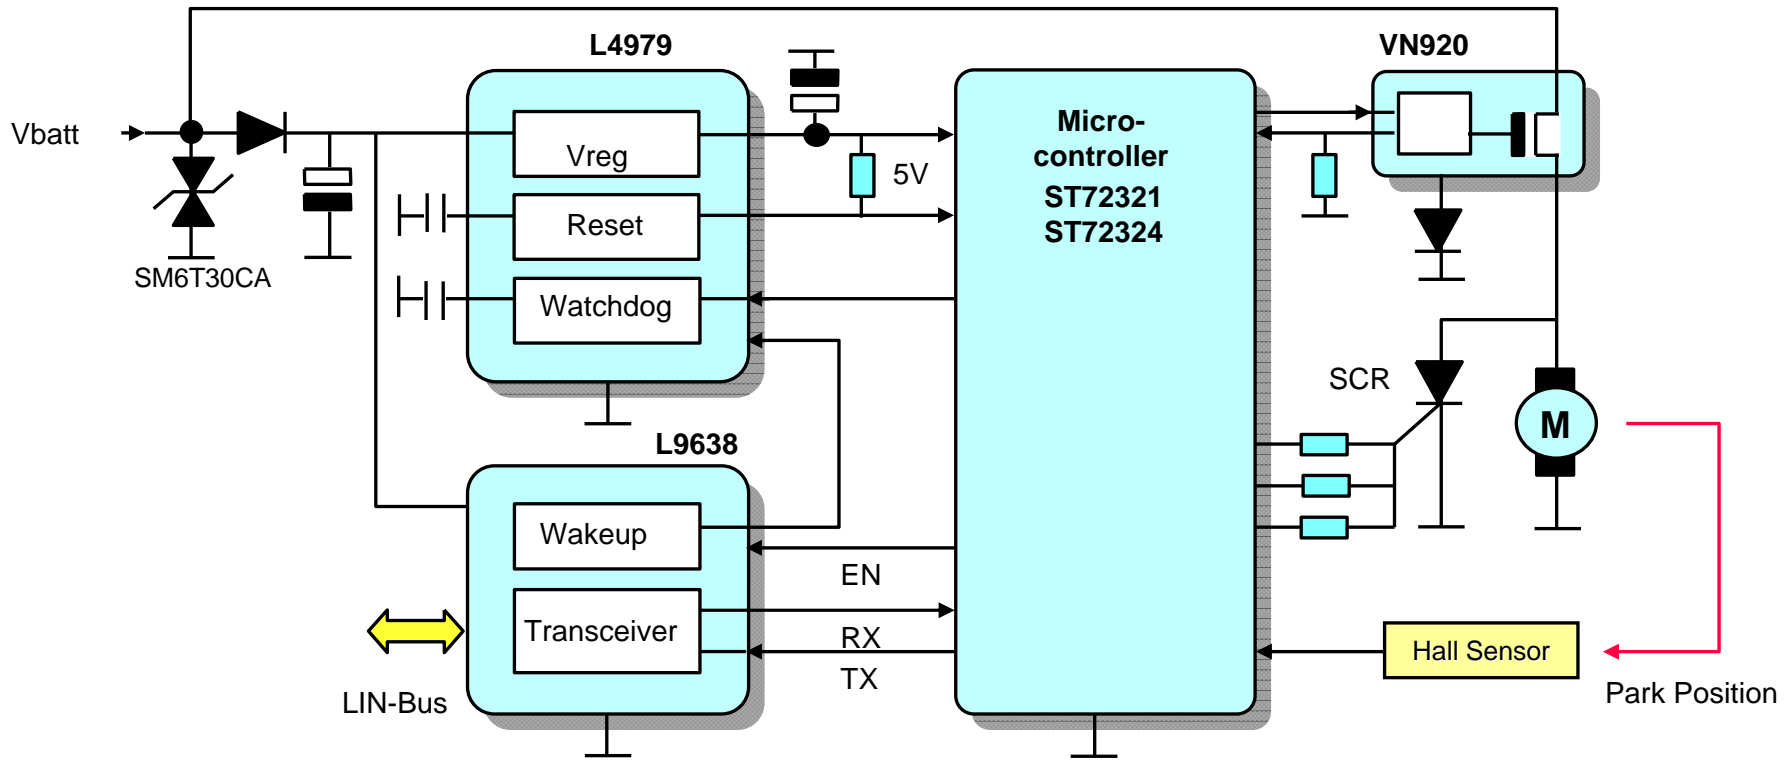 L4979
VN920
Vbatt
Vreg
5V
Micro-
controller
ST72321
ST72324
Reset
SM6T30CA
Watchdog
SCR
M
L9638
Wakeup
EN
Transceiver
RX
Hall Sensor
TX
LIN-Bus
Park Position